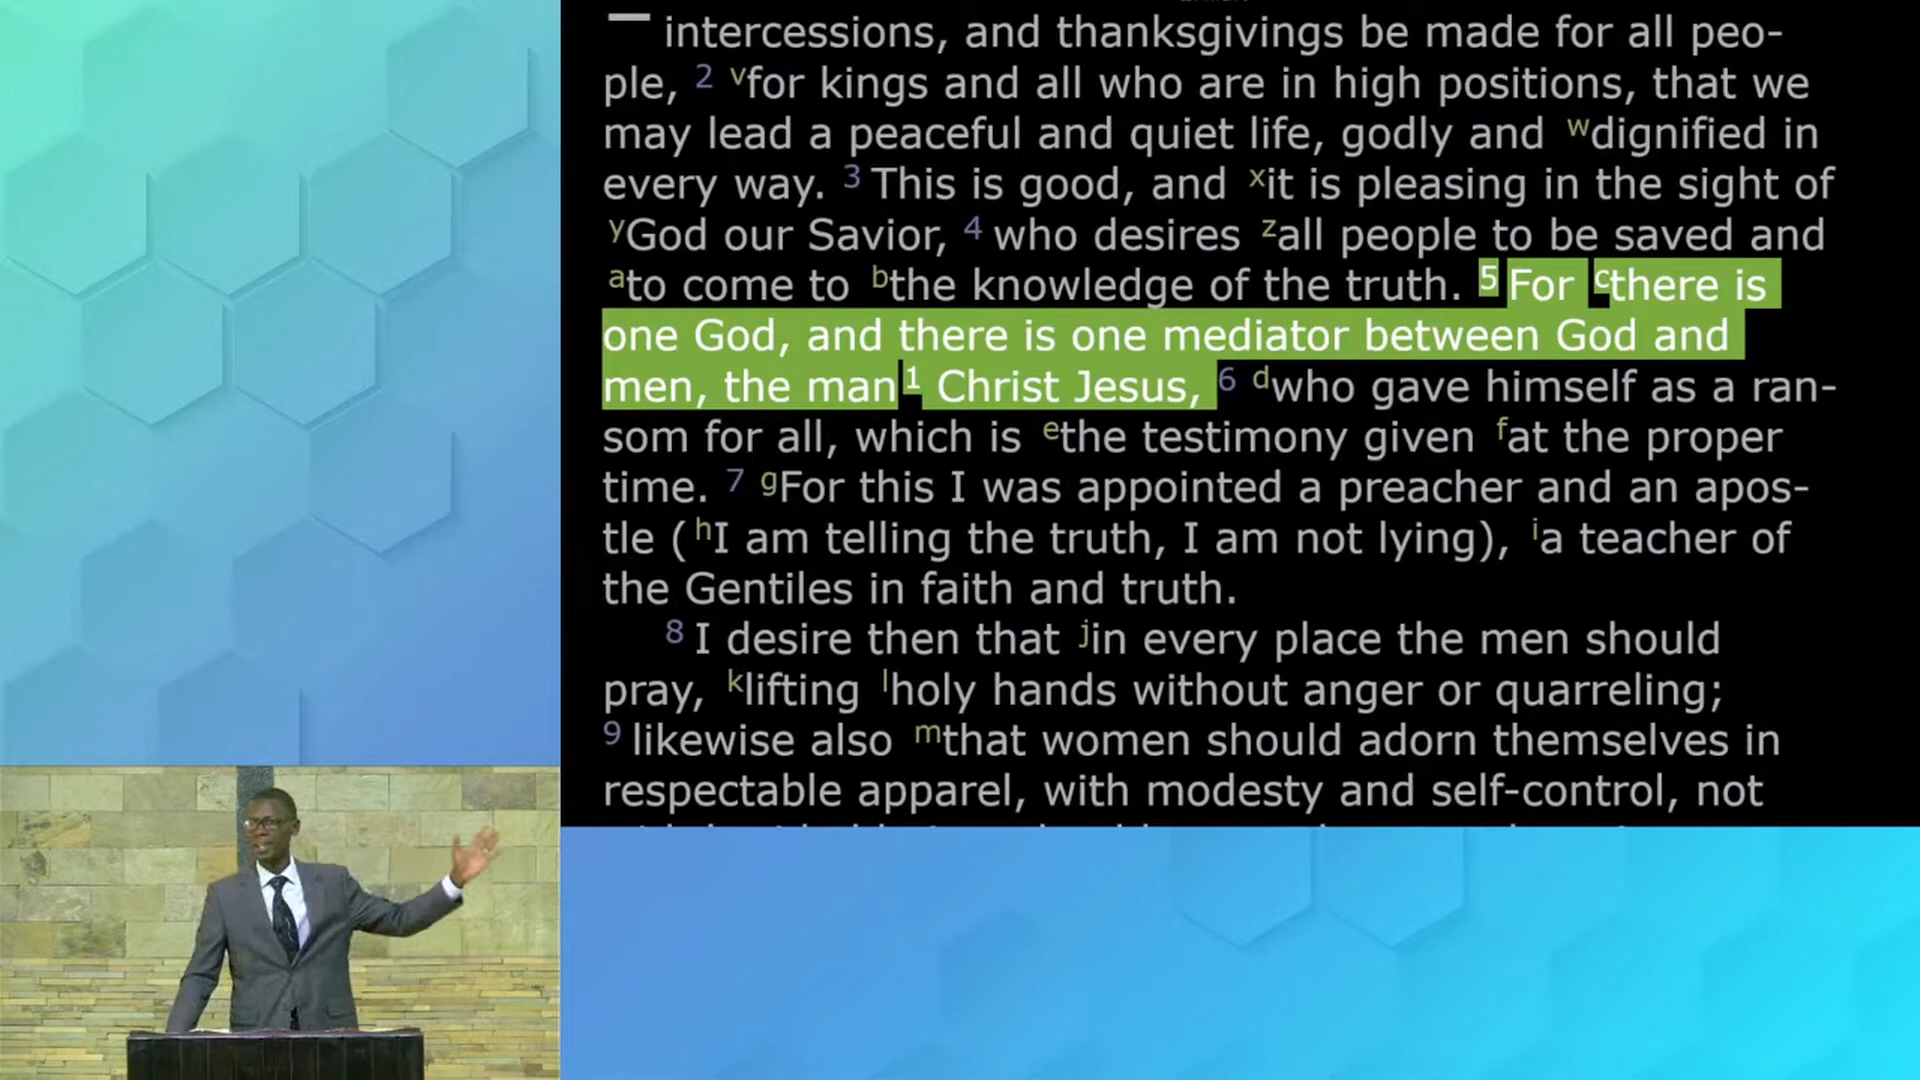 intercessions, and thanksgivings be made for all peo-
ple, 2 vfor kings and all who are in high positions, that we
may lead a peaceful and quiet life, godly and wdignified in
every way. 3 This is good, and xit is pleasing in the sight of
yGod our Savior, 4 who desires zall people to be saved and
ato come to bthe knowledge of the truth. 5 For cthere is
one God, and there is one mediator between God and
men, the man1 Christ Jesus, 6 dwho gave himself as a ran-
som for all, which is ethe testimony given fat the proper
time. 7 gFor this I was appointed a preacher and an apos-
tle (hI am telling the truth, I am not lying), ia teacher of
the Gentiles in faith and truth.
8 I desire then that jin every place the men should
pray, klifting lholy hands without anger or quarreling;
9 likewise also mthat women should adorn themselves in
respectable apparel, with modesty and self-control, not